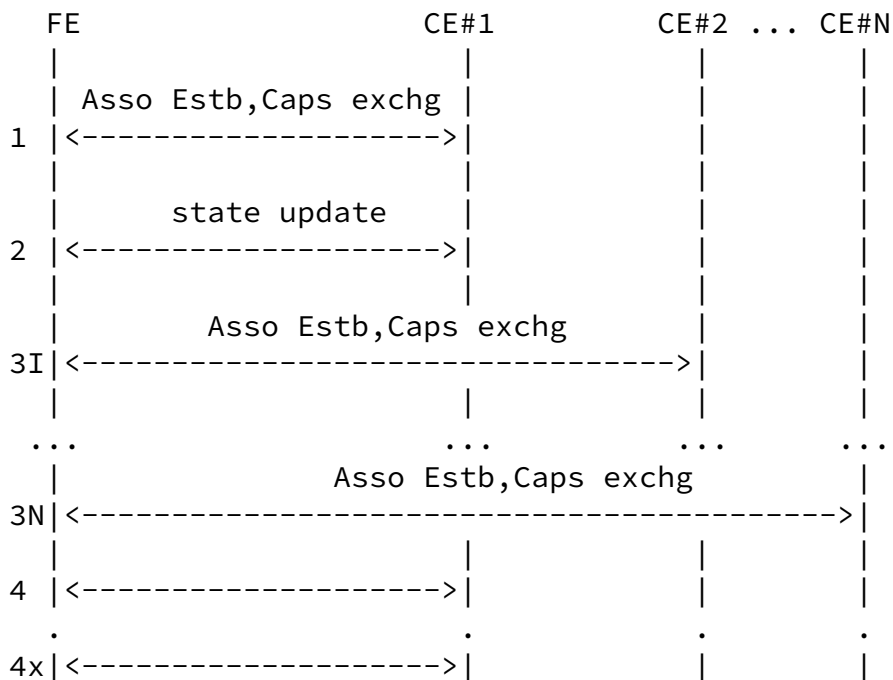 FE CE#1 CE#2 ... CE#N
Asso Estb,Caps exchg
1
state update
2
Asso Estb,Caps exchg
3I
... ... ... ...
Asso Estb,Caps exchg
3N
4
. . . .
4x